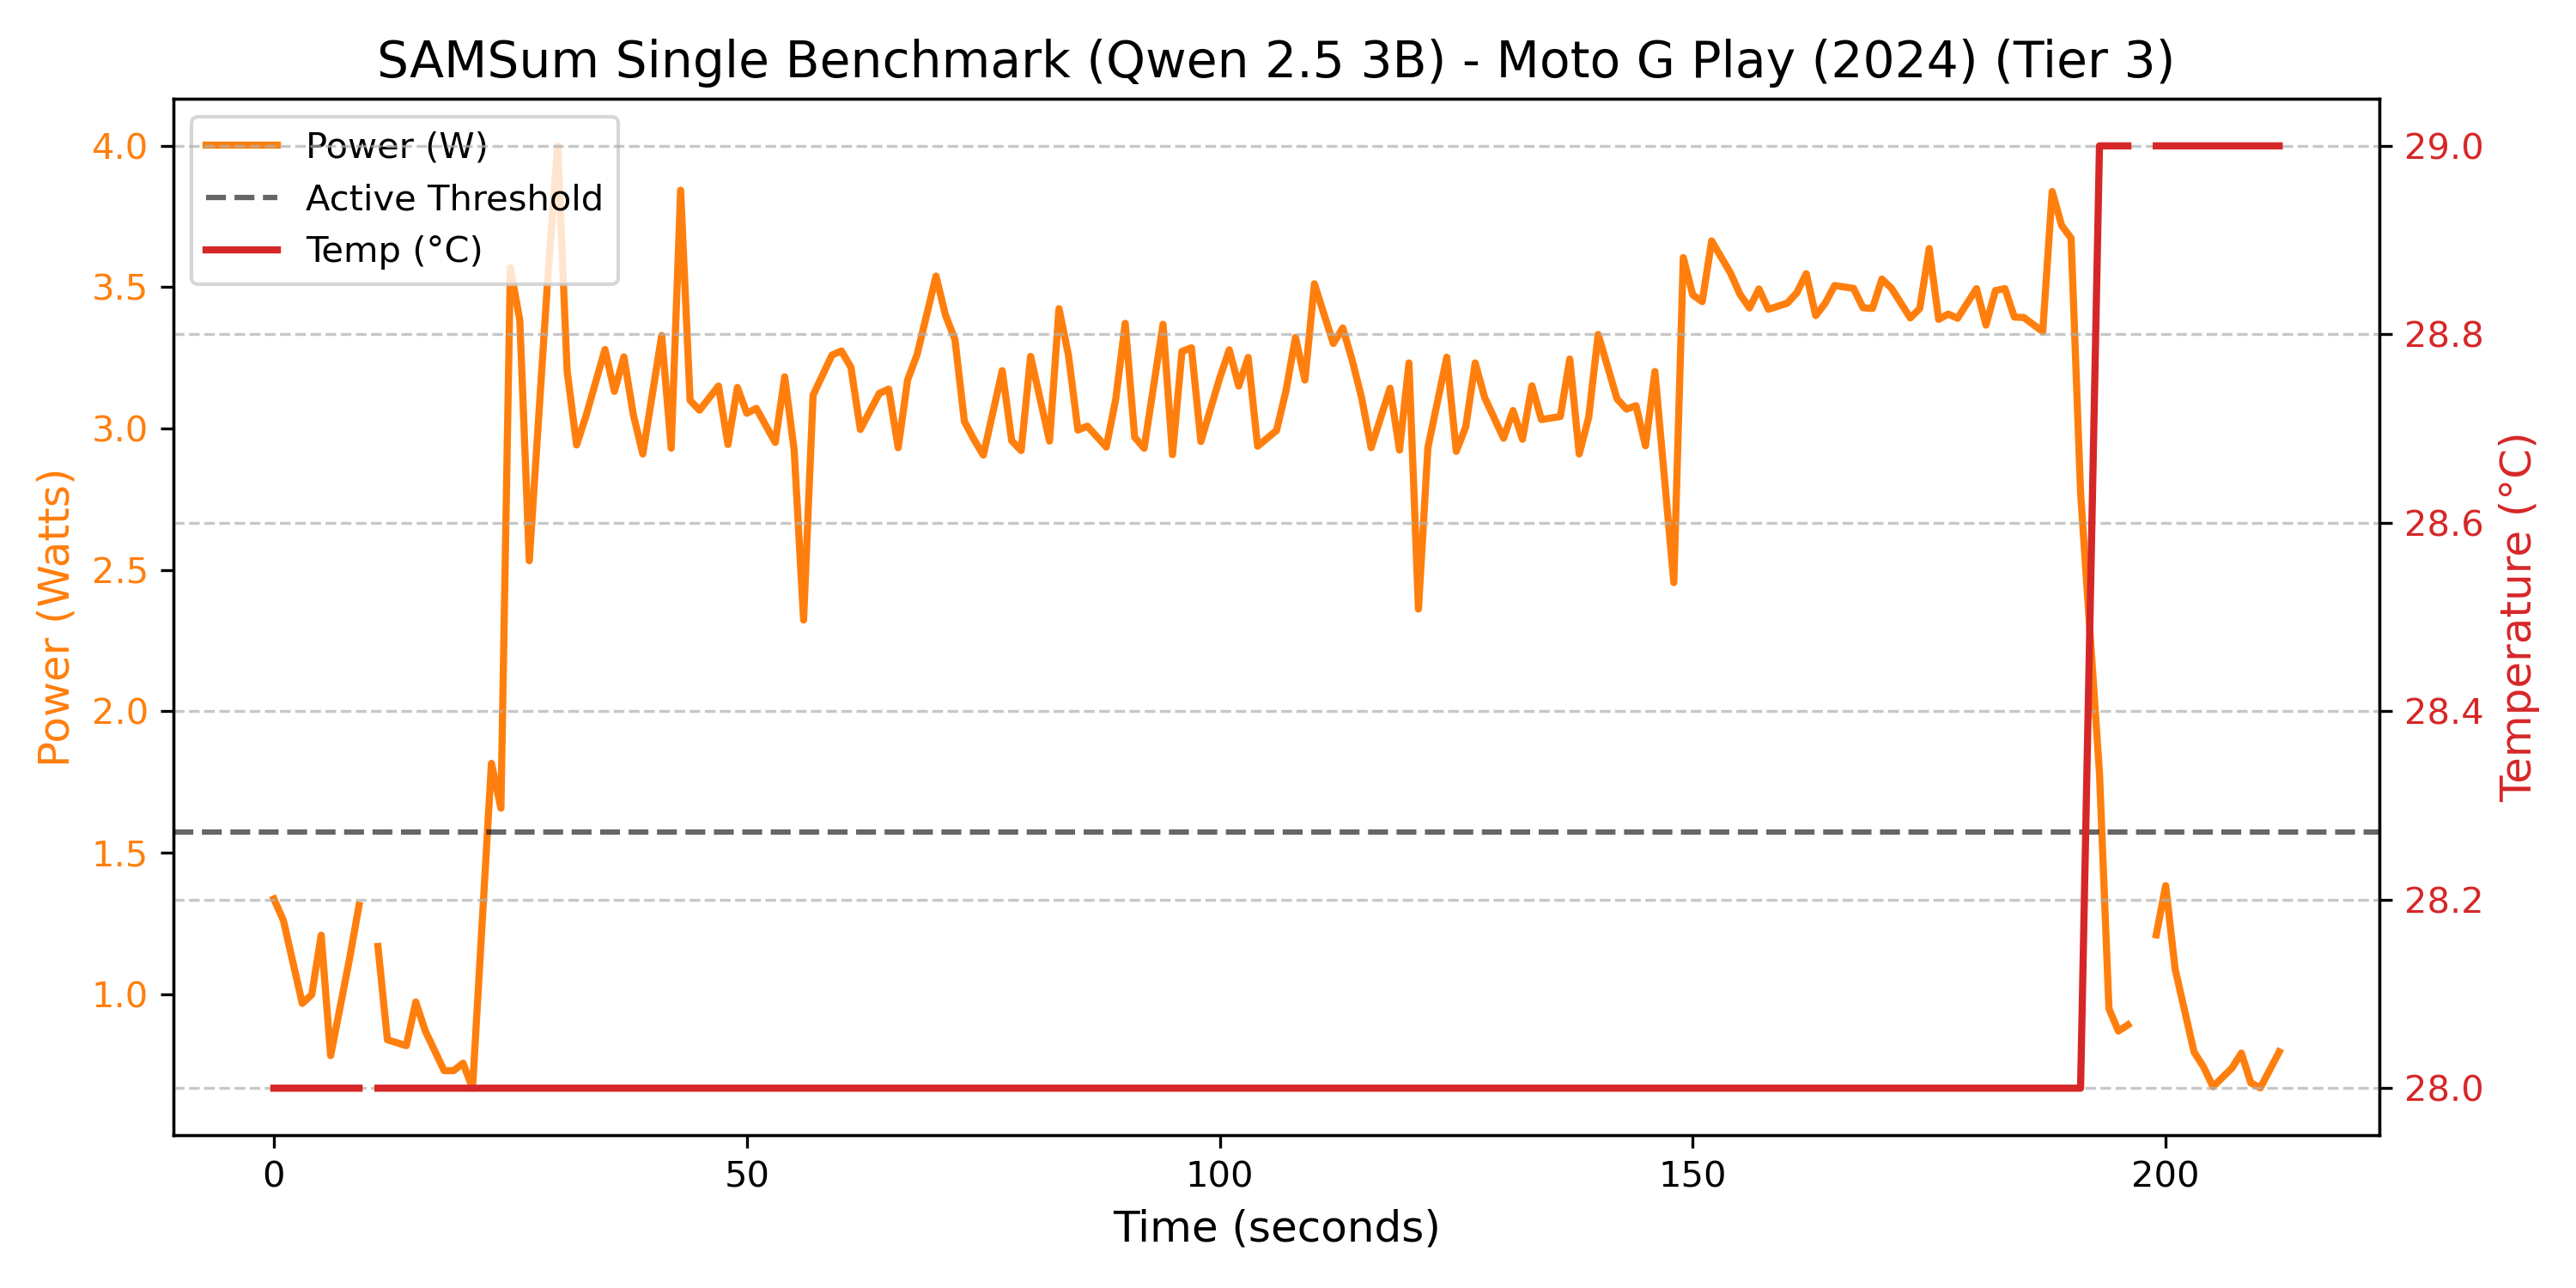 SAMSum Single Benchmark (Qwen 2.5 3B) - Moto G Play (2024) (Tier 3)
Power (W)
Active Threshold
Temp (°C)
4.0
3.5
3.0
2.5
2.0
1.5
1.0
Power (Watts)
29.0
28.8
28.6
28.4
28.2
28.0
Temperature (°C)
0
50
100
150
200
Time (seconds)